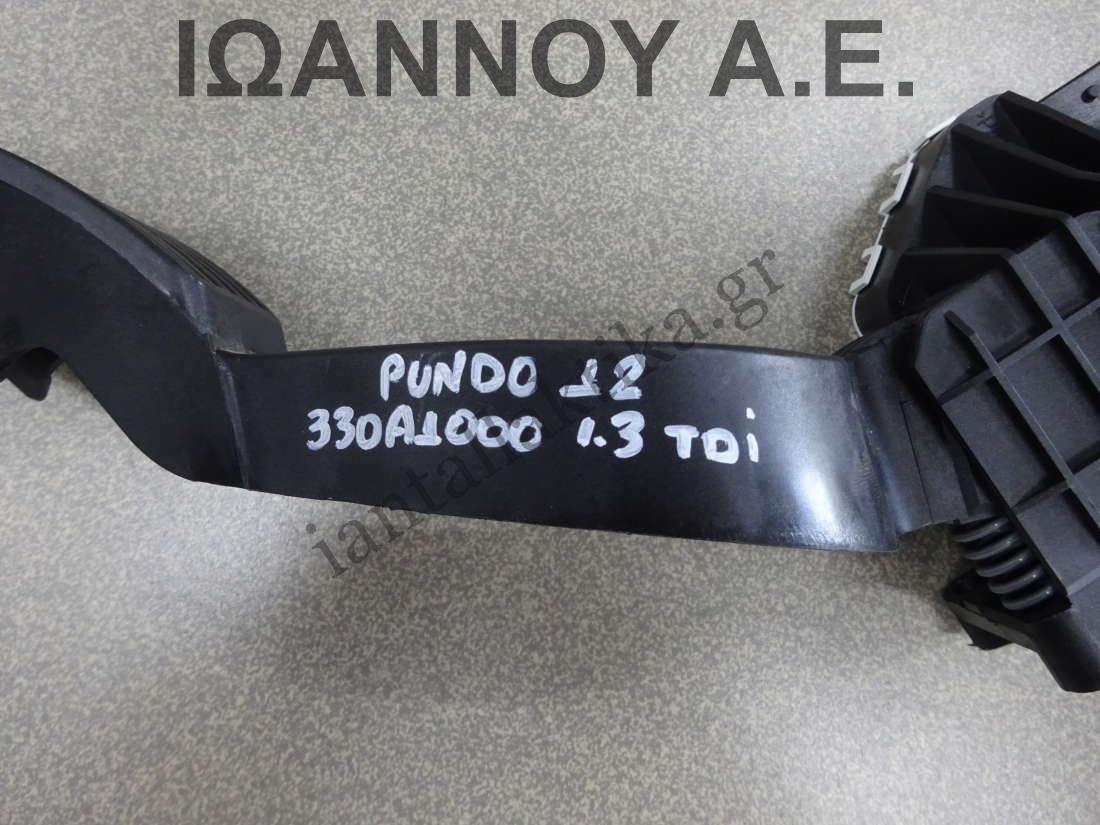 ΙΩΑΝΝΟΥ Α.Ε.
PUNDO 12
330A1000 1.3 TDi
iantallaktika.gr